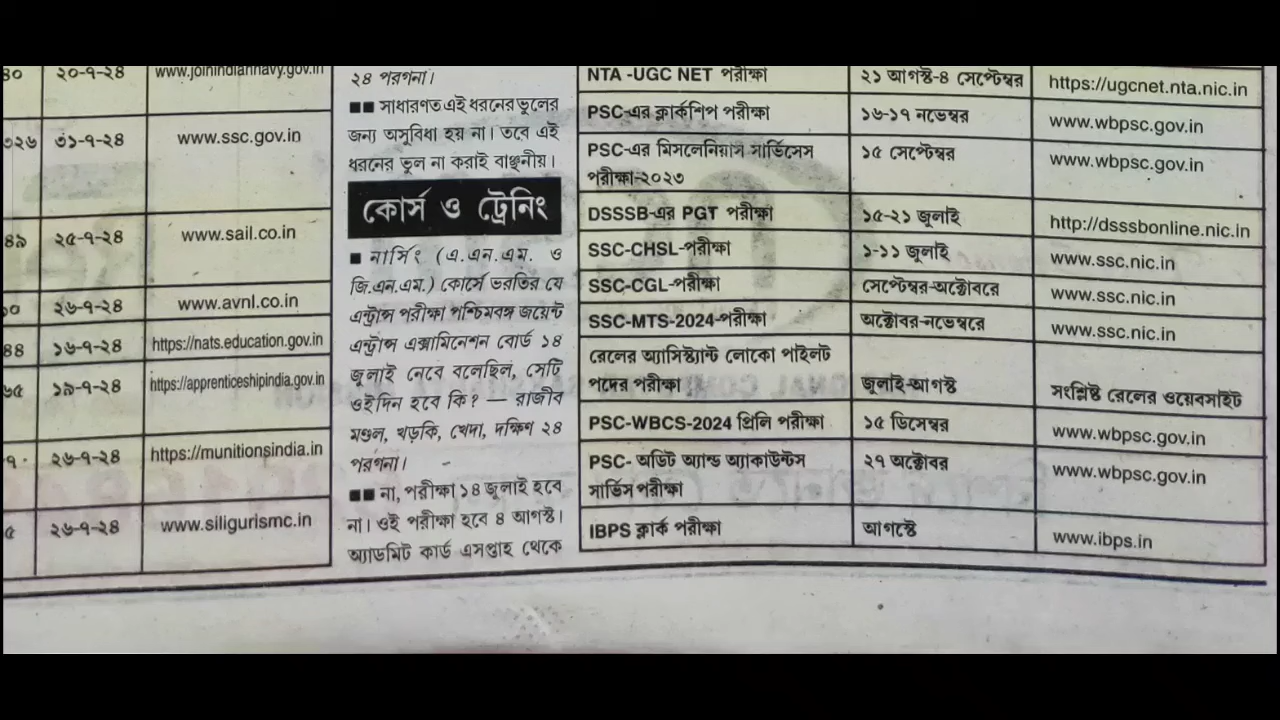 ৪০ ২০-৭-২৪ www.joinindiannavy.gov.in
৩২৬ ৩১-৭-২৪ www.ssc.gov.in
৪৯ ২৫-৭-২৪ www.sail.co.in
১০ ২৬-৭-২৪ www.avnl.co.in
৪৪ ১৬-৭-২৪ https://nats.education.gov.in
৬৫ ১৯-৭-২৪ https://apprenticeshipindia.gov.in
৭ ২৬-৭-২৪ https://munitionsindia.in
৫ ২৬-৭-২৪ www.siligurismc.in
২৪ পরগনা।
■■ সাধারণত এই ধরনের ভুলের
জন্য অসুবিধা হয় না। তবে এই
ধরনের ভুল না করাই বাঞ্ছনীয়।
কোর্স ও ট্রেনিং
■ নার্সিং (এ.এন.এম. ও
জি.এন.এম.) কোর্সে ভরতির যে
এন্ট্রান্স পরীক্ষা পশ্চিমবঙ্গ জয়েন্ট
এন্ট্রান্স এক্সামিনেশন বোর্ড ১৪
জুলাই নেবে বলেছিল, সেটি
ওইদিন হবে কি? — রাজীব
মণ্ডল, খড়কি, খেদা, দক্ষিণ ২৪
পরগনা।
■■ না, পরীক্ষা ১৪ জুলাই হবে
না। ওই পরীক্ষা হবে ৪ আগস্ট।
অ্যাডমিট কার্ড এসপ্তাহ থেকে
NTA -UGC NET পরীক্ষা ২১ আগস্ট-৪ সেপ্টেম্বর https://ugcnet.nta.nic.in
PSC-এর ক্লার্কশিপ পরীক্ষা ১৬-১৭ নভেম্বর www.wbpsc.gov.in
PSC-এর মিসলেনিয়াস সার্ভিসেস ১৫ সেপ্টেম্বর www.wbpsc.gov.in
পরীক্ষা-২০২৩
DSSSB-এর PGT পরীক্ষা ১৫-২১ জুলাই http://dsssbonline.nic.in
SSC-CHSL-পরীক্ষা ১-১১ জুলাই www.ssc.nic.in
SSC-CGL-পরীক্ষা সেপ্টেম্বর-অক্টোবরে www.ssc.nic.in
SSC-MTS-2024-পরীক্ষা অক্টোবর-নভেম্বরে www.ssc.nic.in
রেলের অ্যাসিস্ট্যান্ট লোকো পাইলট
পদের পরীক্ষা জুলাই-আগস্ট সংশ্লিষ্ট রেলের ওয়েবসাইট
PSC-WBCS-2024 প্রিলি পরীক্ষা ১৫ ডিসেম্বর www.wbpsc.gov.in
PSC- অডিট অ্যান্ড অ্যাকাউন্টস ২৭ অক্টোবর www.wbpsc.gov.in
সার্ভিস পরীক্ষা
IBPS ক্লার্ক পরীক্ষা আগস্টে www.ibps.in